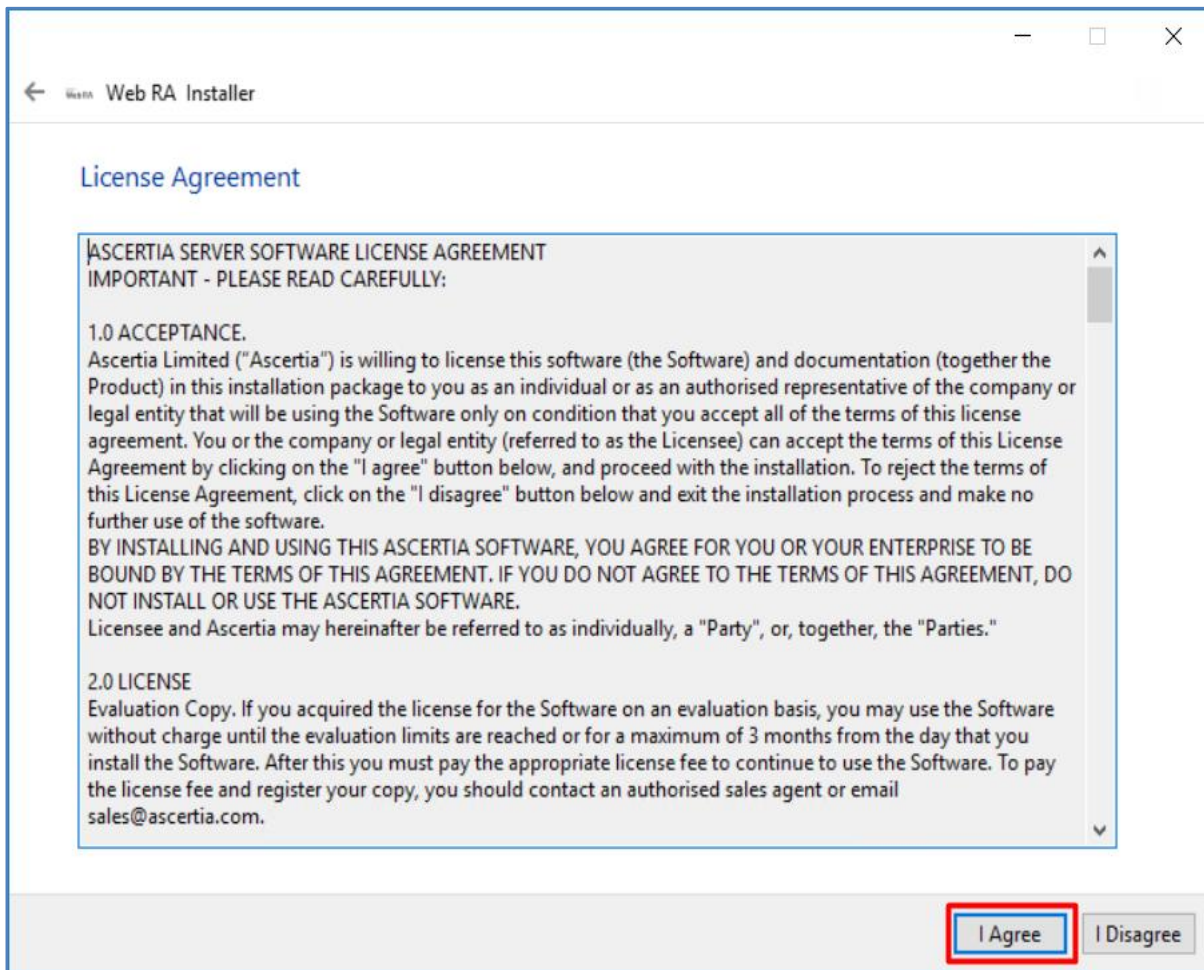 Web RA Installer
License Agreement
ASCERTIA SERVER SOFTWARE LICENSE AGREEMENT
IMPORTANT - PLEASE READ CAREFULLY:
1.0 ACCEPTANCE.
Ascertia Limited ("Ascertia") is willing to license this software (the Software) and documentation (together the
Product) in this installation package to you as an individual or as an authorised representative of the company or
legal entity that will be using the Software only on condition that you accept all of the terms of this license
agreement. You or the company or legal entity (referred to as the Licensee) can accept the terms of this License
Agreement by clicking on the "I agree" button below, and proceed with the installation. To reject the terms of
this License Agreement, click on the "I disagree" button below and exit the installation process and make no
further use of the software.
BY INSTALLING AND USING THIS ASCERTIA SOFTWARE, YOU AGREE FOR YOU OR YOUR ENTERPRISE TO BE
BOUND BY THE TERMS OF THIS AGREEMENT. IF YOU DO NOT AGREE TO THE TERMS OF THIS AGREEMENT, DO
NOT INSTALL OR USE THE ASCERTIA SOFTWARE.
Licensee and Ascertia may hereinafter be referred to as individually, a "Party", or, together, the "Parties."
2.0 LICENSE
Evaluation Copy. If you acquired the license for the Software on an evaluation basis, you may use the Software
without charge until the evaluation limits are reached or for a maximum of 3 months from the day that you
install the Software. After this you must pay the appropriate license fee to continue to use the Software. To pay
the license fee and register your copy, you should contact an authorised sales agent or email
sales@ascertia.com.
I Agree
I Disagree